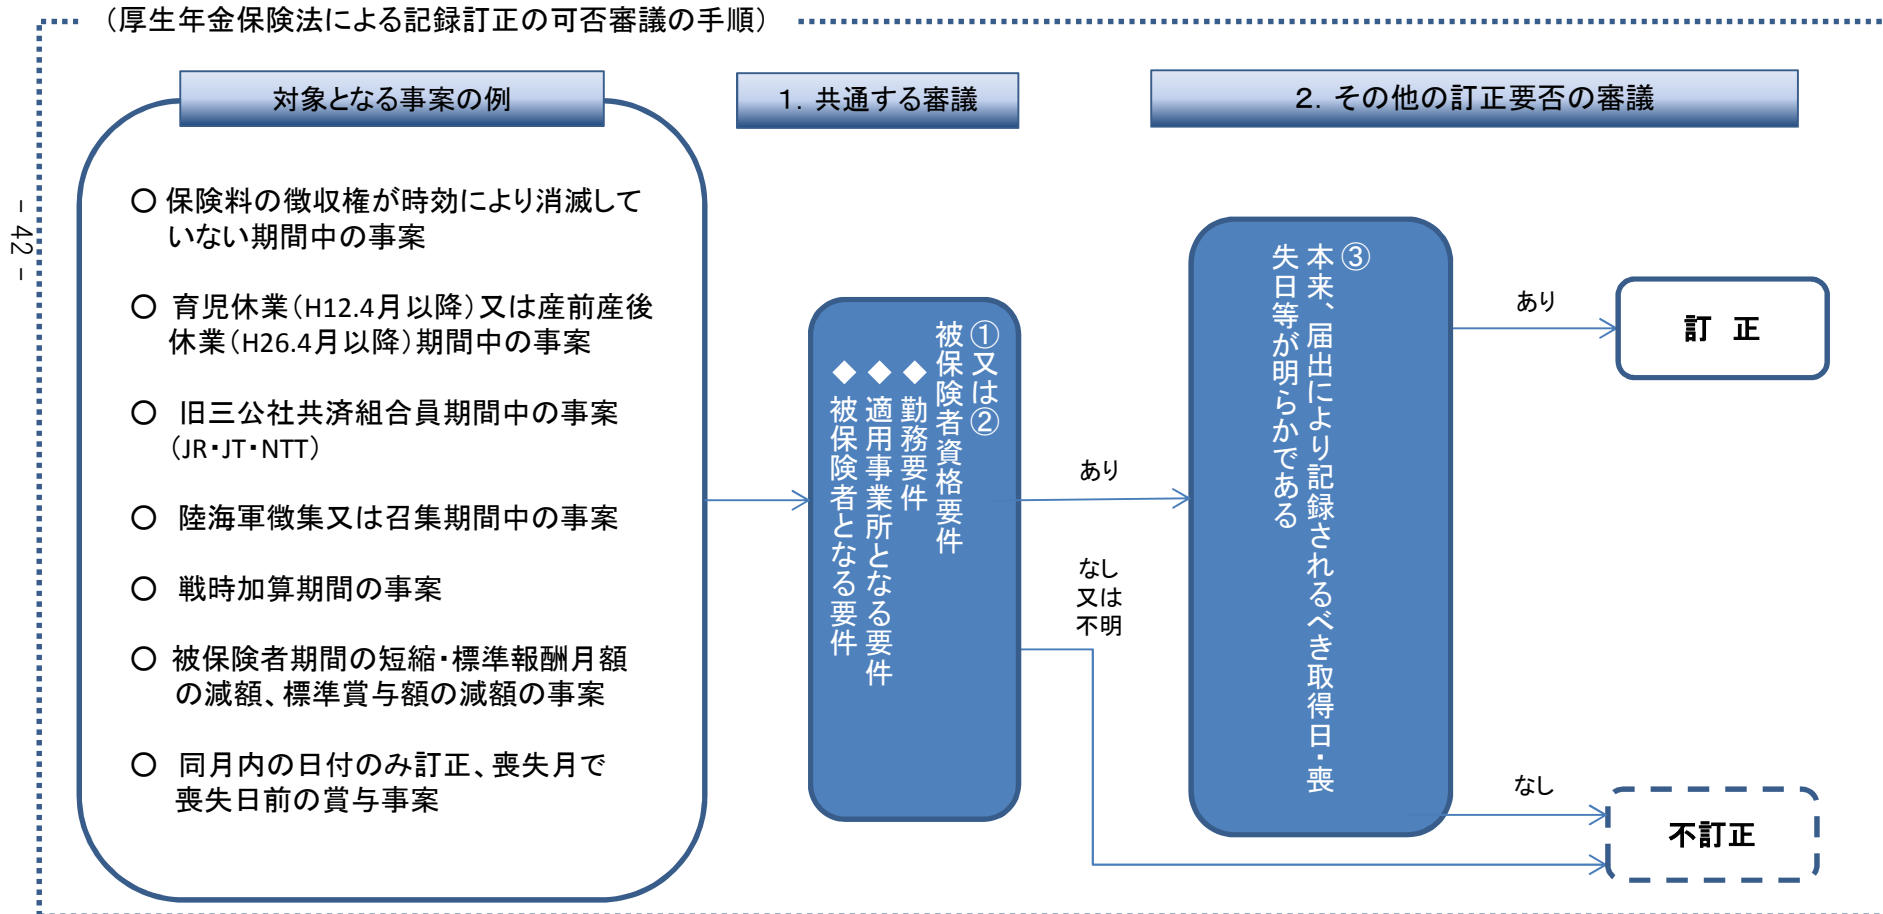 （厚生年金保険法による記録訂正の可否審議の手順）
対象となる事案の例
１．共通する審議
２．その他の訂正要否の審議
○ 保険料の徴収権が時効により消滅して
いない期間中の事案
○ 育児休業（H12.4月以降）又は産前産後
休業（H26.4月以降）期間中の事案
○ 旧三公社共済組合員期間中の事案
（JR・JT・NTT）
○ 陸海軍徴集又は召集期間中の事案
○ 戦時加算期間の事案
○ 被保険者期間の短縮・標準報酬月額
の減額、標準賞与額の減額の事案
○ 同月内の日付のみ訂正、喪失月で
喪失日前の賞与事案
①又は②
被保険者資格要件
◆ 勤務要件
◆ 適用事業所となる要件
◆ 被保険者となる要件
あり
なし
又は
不明
③
本来、届出により記録されるべき取得日・喪
失日等が明らかである
あり
訂 正
なし
不訂正
- 42 -